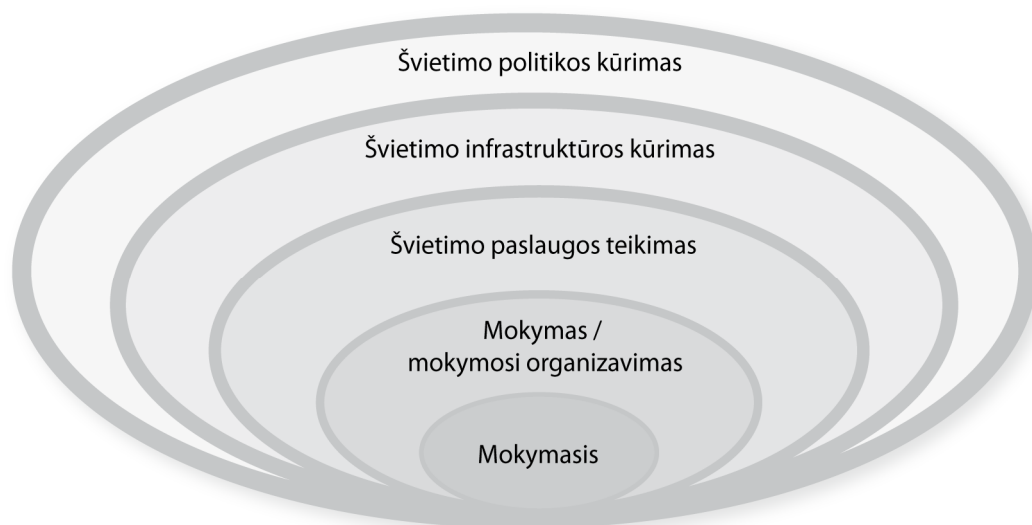 Švietimo politikos kūrimas
Švietimo infrastruktūros kūrimas
Švietimo paslaugos teikimas
Mokymas /
mokymosi organizavimas
Mokymasis